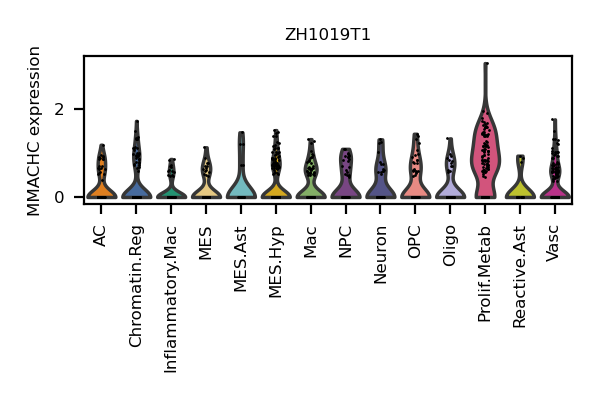 ZH1019T1
MMACHC expression
2
0
AC
Chromatin.Reg
Inflammatory.Mac
MES
MES.Ast
MES.Hyp
Mac
NPC
Neuron
OPC
Oligo
Prolif.Metab
Reactive.Ast
Vasc